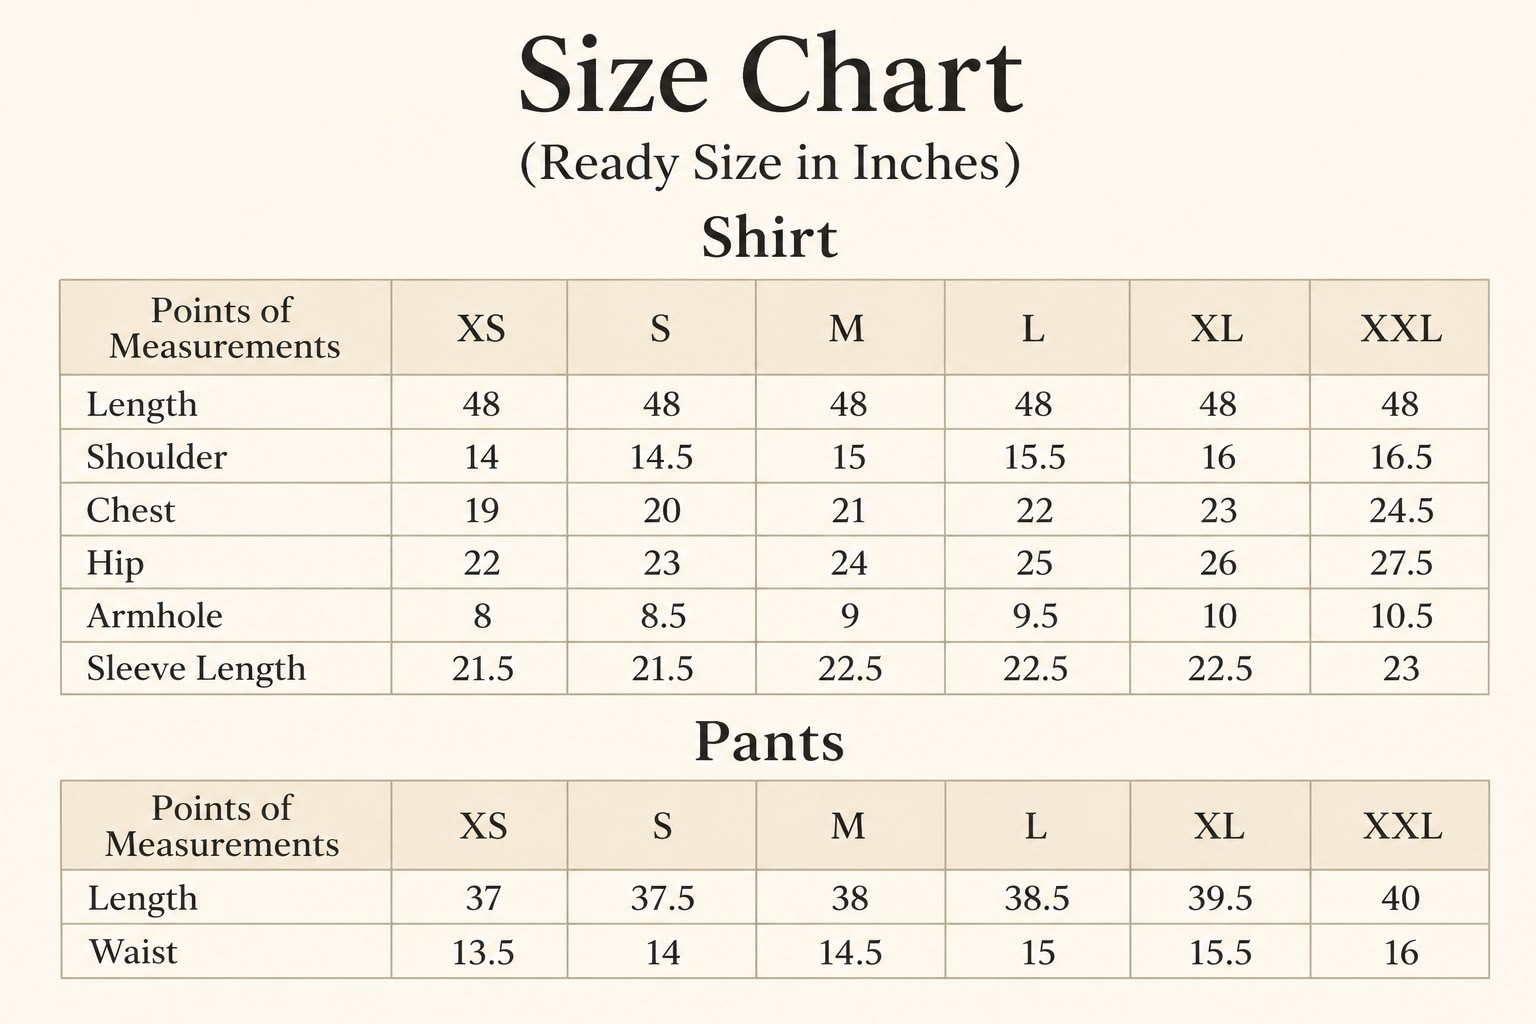 Size Chart
(Ready Size in Inches)
Shirt
Points of Measurements XS S M L XL XXL
Length 48 48 48 48 48 48
Shoulder 14 14.5 15 15.5 16 16.5
Chest 19 20 21 22 23 24.5
Hip 22 23 24 25 26 27.5
Armhole 8 8.5 9 9.5 10 10.5
Sleeve Length 21.5 21.5 22.5 22.5 22.5 23
Pants
Points of Measurements XS S M L XL XXL
Length 37 37.5 38 38.5 39.5 40
Waist 13.5 14 14.5 15 15.5 16